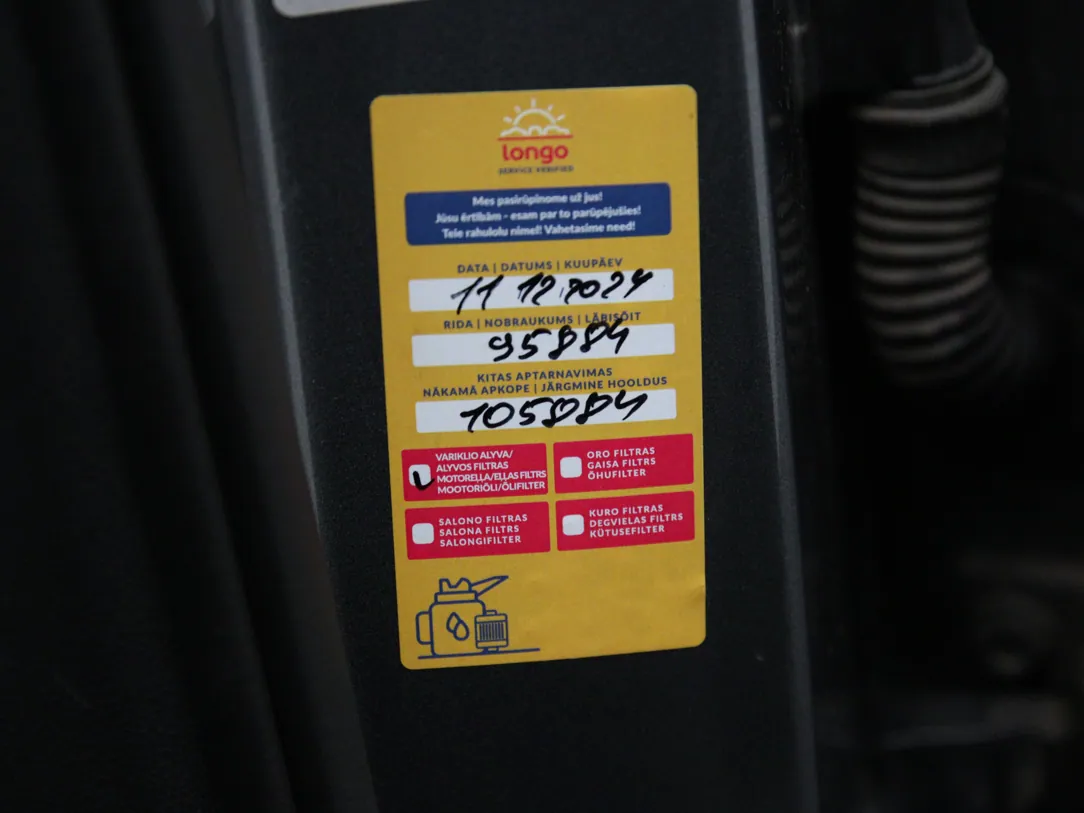 longo
SERVICE VERIFIED
Mes pasirūpinome už jus!
Jūsu ērtībām - esam par to parūpējušies!
Teie rahulolu nimel! Vahetasime need!
DATA | DATUMS | KUUPÄEV
11 12.2024
RIDA | NOBRAUKUMS | LÄBISÕIT
95884
KITAS APTARNAVIMAS
NĀKAMĀ APKOPE | JÄRGMINE HOOLDUS
105884
VARIKLIO ALYVA/
ALYVOS FILTRAS
MOTOREĻĻA/EĻĻAS FILTRS
MOOTORIÕLI/ÕLIFILTER
ORO FILTRAS
GAISA FILTRS
ÕHUFILTER
SALONO FILTRAS
SALONA FILTRS
SALONGIFILTER
KURO FILTRAS
DEGVIELAS FILTRS
KÜTUSEFILTER